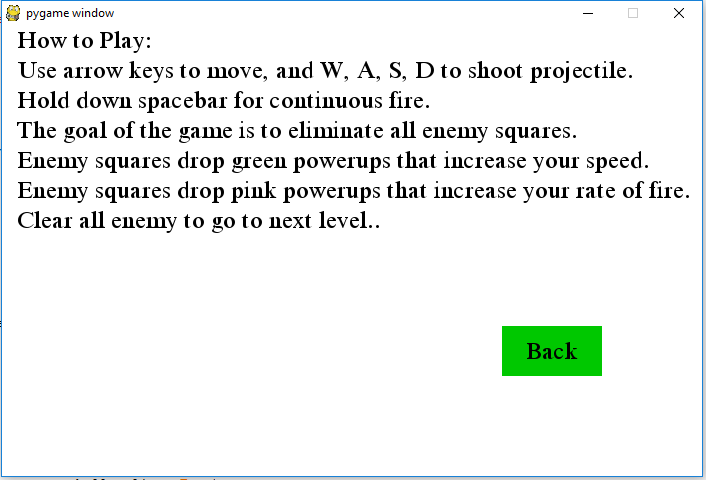 pygame window
How to Play:
Use arrow keys to move, and W, A, S, D to shoot projectile.
Hold down spacebar for continuous fire.
The goal of the game is to eliminate all enemy squares.
Enemy squares drop green powerups that increase your speed.
Enemy squares drop pink powerups that increase your rate of fire.
Clear all enemy to go to next level..
Back